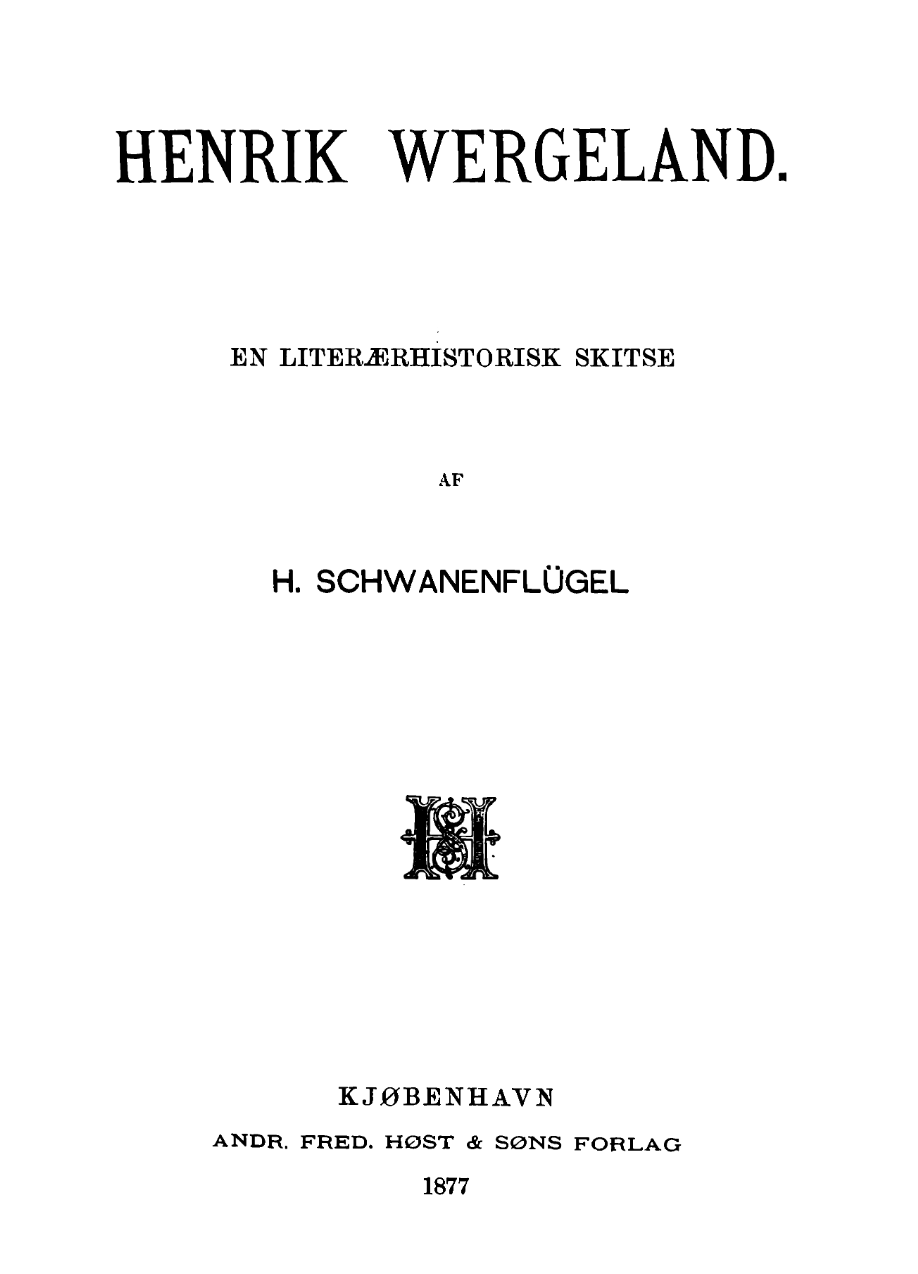 HENRIK WERGELAND.
EN LITERÆRHISTORISK SKITSE
AF
H. SCHWANENFLÜGEL
KJØBENHAVN
ANDR. FRED. HØST & SØNS FORLAG
1877